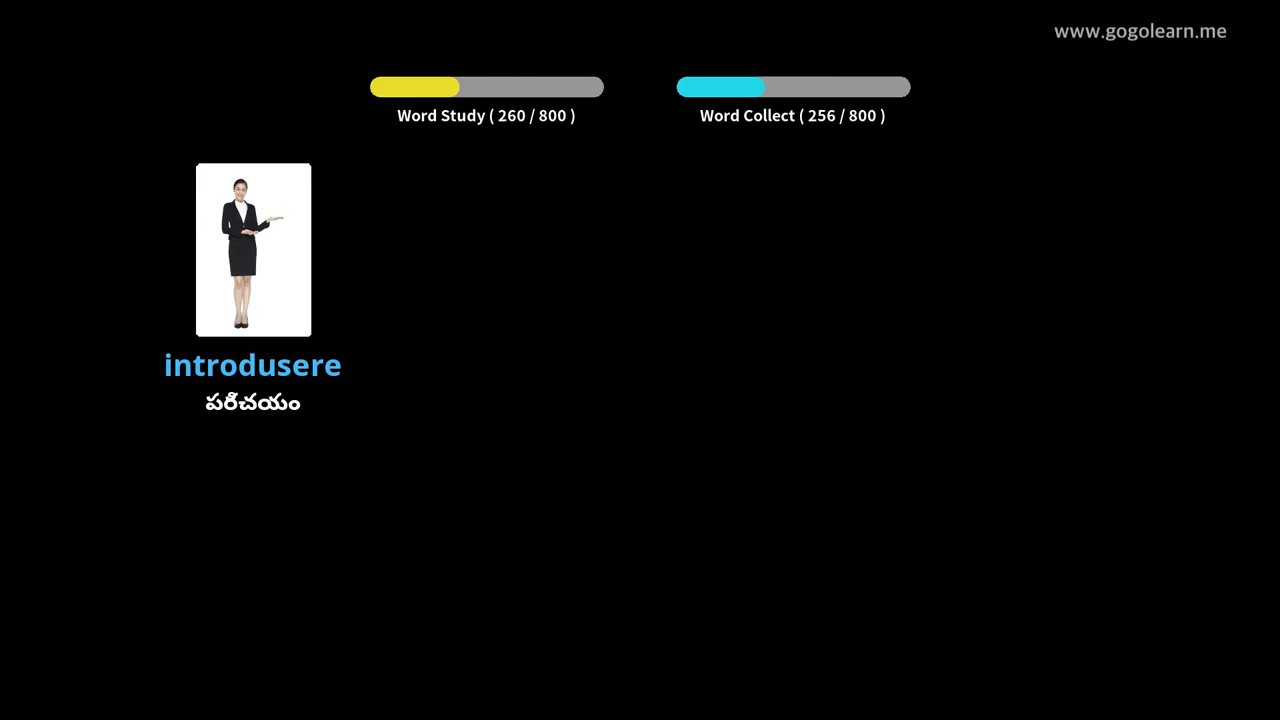 www.gogolearn.me
Word Study ( 260 / 800 )
Word Collect ( 256 / 800 )
introdusere
పరిచయం